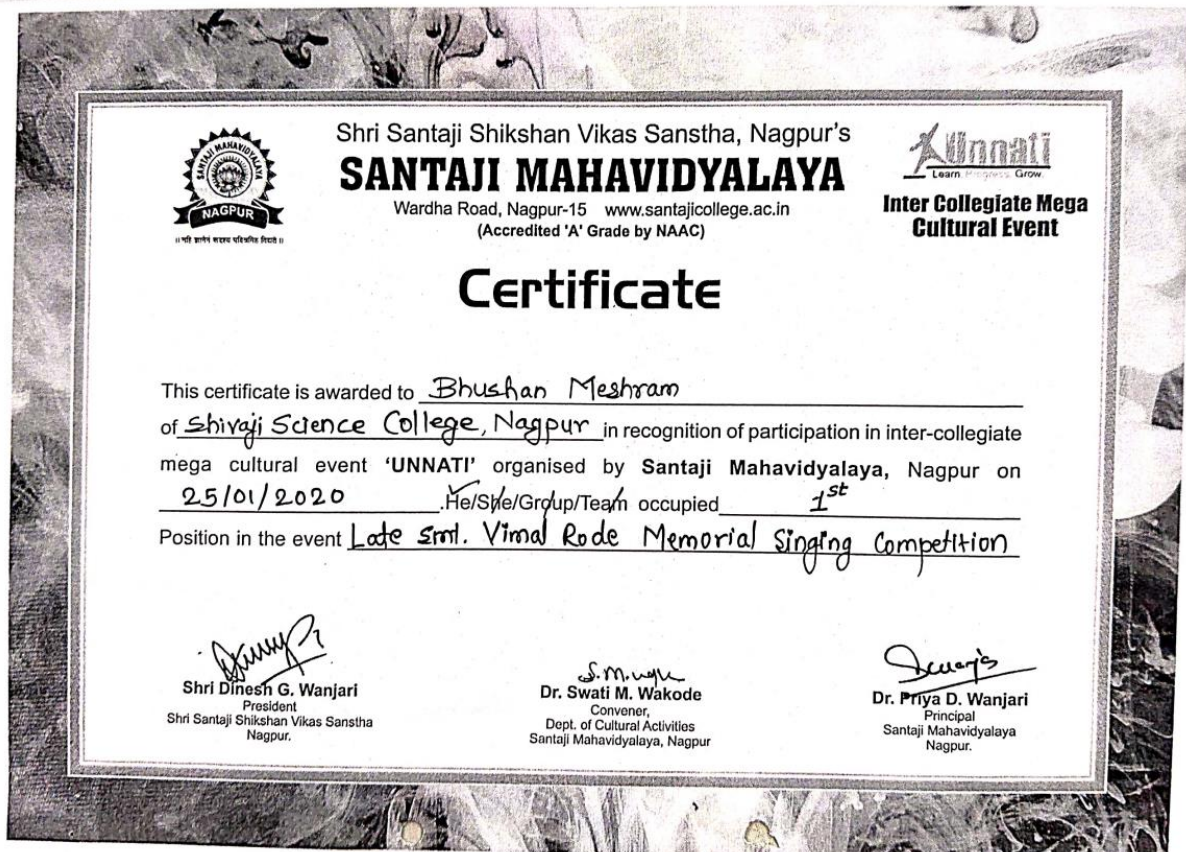 Shri Santaji Shikshan Vikas Sanstha, Nagpur's
SANTAJI MAHAVIDYALAYA
Wardha Road, Nagpur-15 www.santajicollege.ac.in
(Accredited 'A' Grade by NAAC)
SANTAJI MAHAVIDYALAYA
NAGPUR
Unnati
Learn. Progress. Grow.
Inter Collegiate Mega
Cultural Event
Certificate
This certificate is awarded to Bhushan Meshram
of Shivaji Science College, Nagpur in recognition of participation in inter-collegiate
mega cultural event 'UNNATI' organised by Santaji Mahavidyalaya, Nagpur on
25/01/2020 .He/She/Group/Team occupied 1st
Position in the event Late Smt. Vimal Rode Memorial Singing Competition
Shri Dinesh G. Wanjari
President
Shri Santaji Shikshan Vikas Sanstha
Nagpur.
Dr. Swati M. Wakode
Convener,
Dept. of Cultural Activities
Santaji Mahavidyalaya, Nagpur
Dr. Priya D. Wanjari
Principal
Santaji Mahavidyalaya
Nagpur.